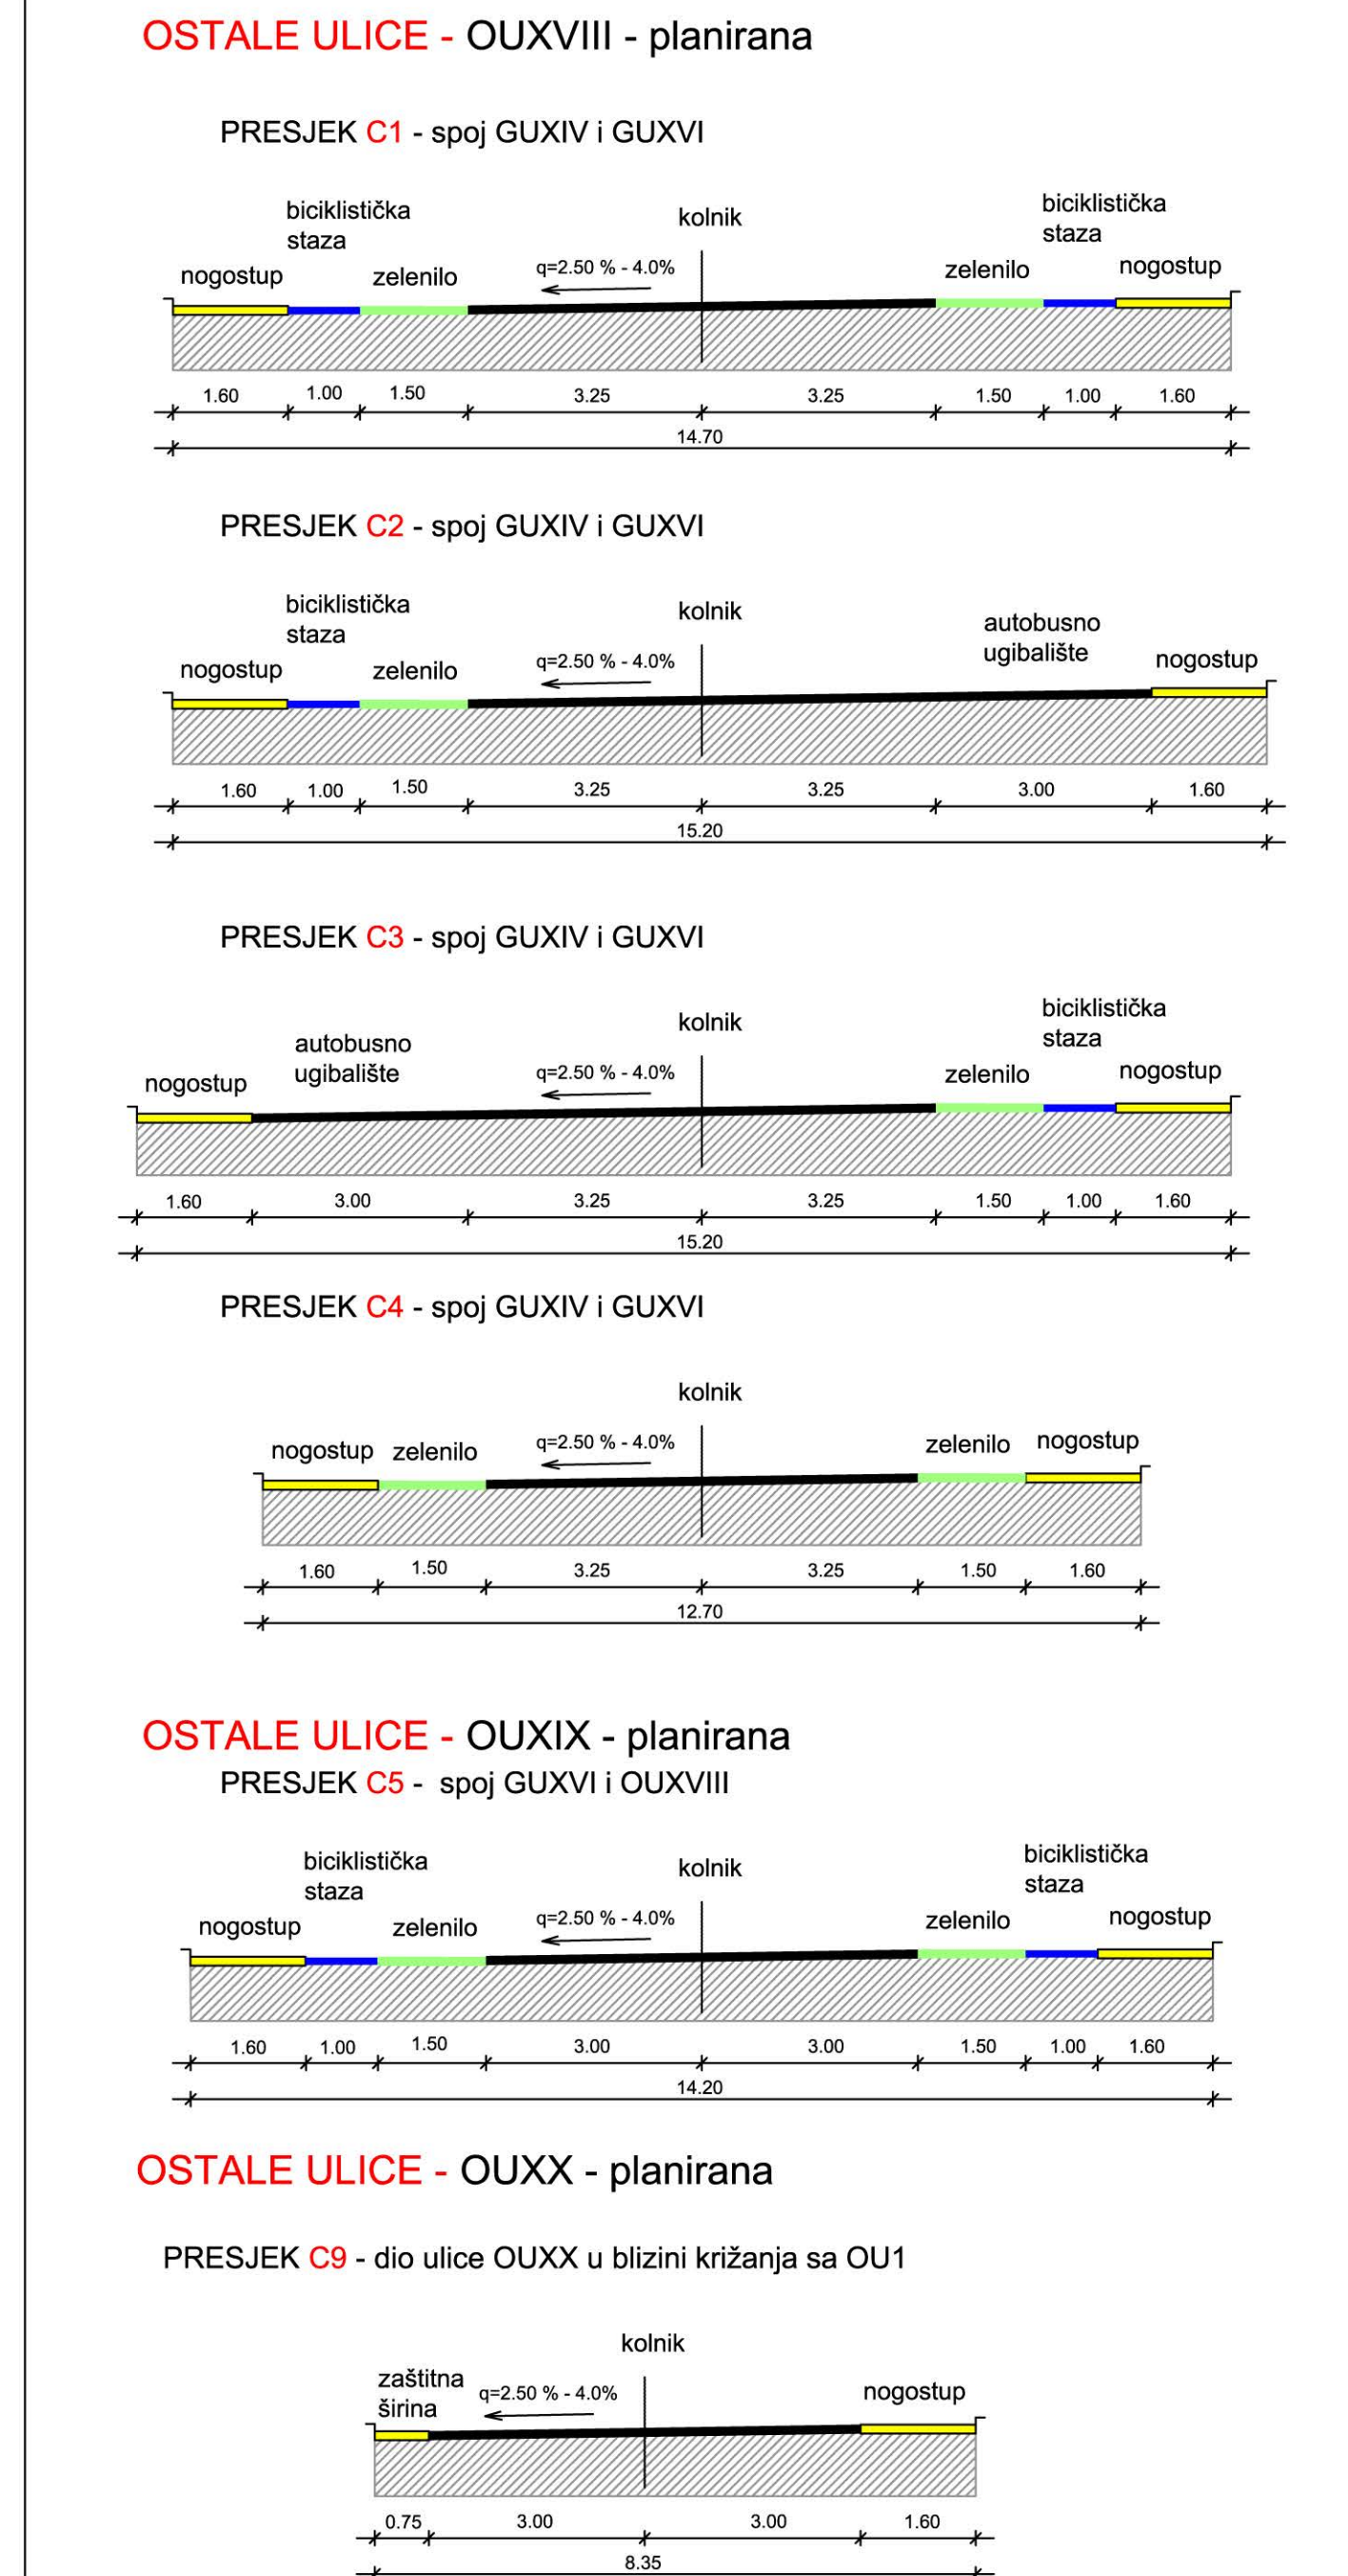 OSTALE ULICE - OUXVIII - planirana
PRESJEK C1 - spoj GUXIV i GUXVI
biciklistička
staza
nogostup
zelenilo
q=2.50 % - 4.0%
kolnik
zelenilo
biciklistička
staza
nogostup
1.60 1.00 1.50 3.25 3.25 1.50 1.00 1.60
14.70
PRESJEK C2 - spoj GUXIV i GUXVI
biciklistička
staza
nogostup
zelenilo
q=2.50 % - 4.0%
kolnik
autobusno
ugibalište
nogostup
1.60 1.00 1.50 3.25 3.25 3.00 1.60
15.20
PRESJEK C3 - spoj GUXIV i GUXVI
nogostup
autobusno
ugibalište
q=2.50 % - 4.0%
kolnik
zelenilo
biciklistička
staza
nogostup
1.60 3.00 3.25 3.25 1.50 1.00 1.60
15.20
PRESJEK C4 - spoj GUXIV i GUXVI
nogostup
zelenilo
q=2.50 % - 4.0%
kolnik
zelenilo
nogostup
1.60 1.50 3.25 3.25 1.50 1.60
12.70
OSTALE ULICE - OUXIX - planirana
PRESJEK C5 - spoj GUXVI i OUXVIII
biciklistička
staza
nogostup
zelenilo
q=2.50 % - 4.0%
kolnik
zelenilo
biciklistička
staza
nogostup
1.60 1.00 1.50 3.00 3.00 1.50 1.00 1.60
14.20
OSTALE ULICE - OUXX - planirana
PRESJEK C9 - dio ulice OUXX u blizini križanja sa OU1
zaštitna
širina
q=2.50 % - 4.0%
kolnik
nogostup
0.75 3.00 3.00 1.60
8.35